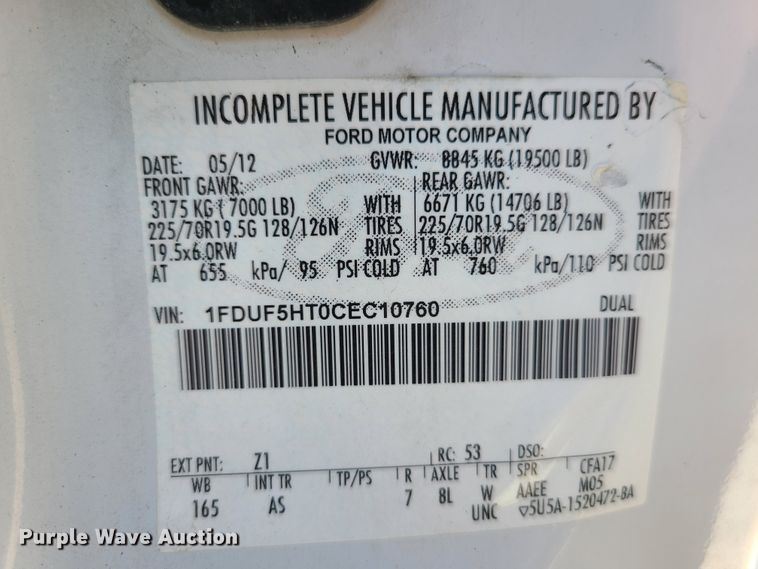 INCOMPLETE VEHICLE MANUFACTURED BY
FORD MOTOR COMPANY
DATE: 05/12 GVWR: 8845 KG (19500 LB)
FRONT GAWR: REAR GAWR:
3175 KG ( 7000 LB) WITH 6671 KG (14706 LB) WITH
225/70R19.5G 128/126N TIRES 225/70R19.5G 128/126N TIRES
19.5x6.0RW RIMS 19.5x6.0RW RIMS
AT 655 kPa/ 95 PSI COLD AT 760 kPa/110 PSI COLD
VIN: 1FDUF5HT0CEC10760 DUAL
EXT PNT: Z1 RC: 53 DSO:
WB INT TR TP/PS R AXLE TR SPR CFA17
165 AS 7 8L W AAEE M05
UNC ▽5U5A-1520472-BA
Purple Wave Auction